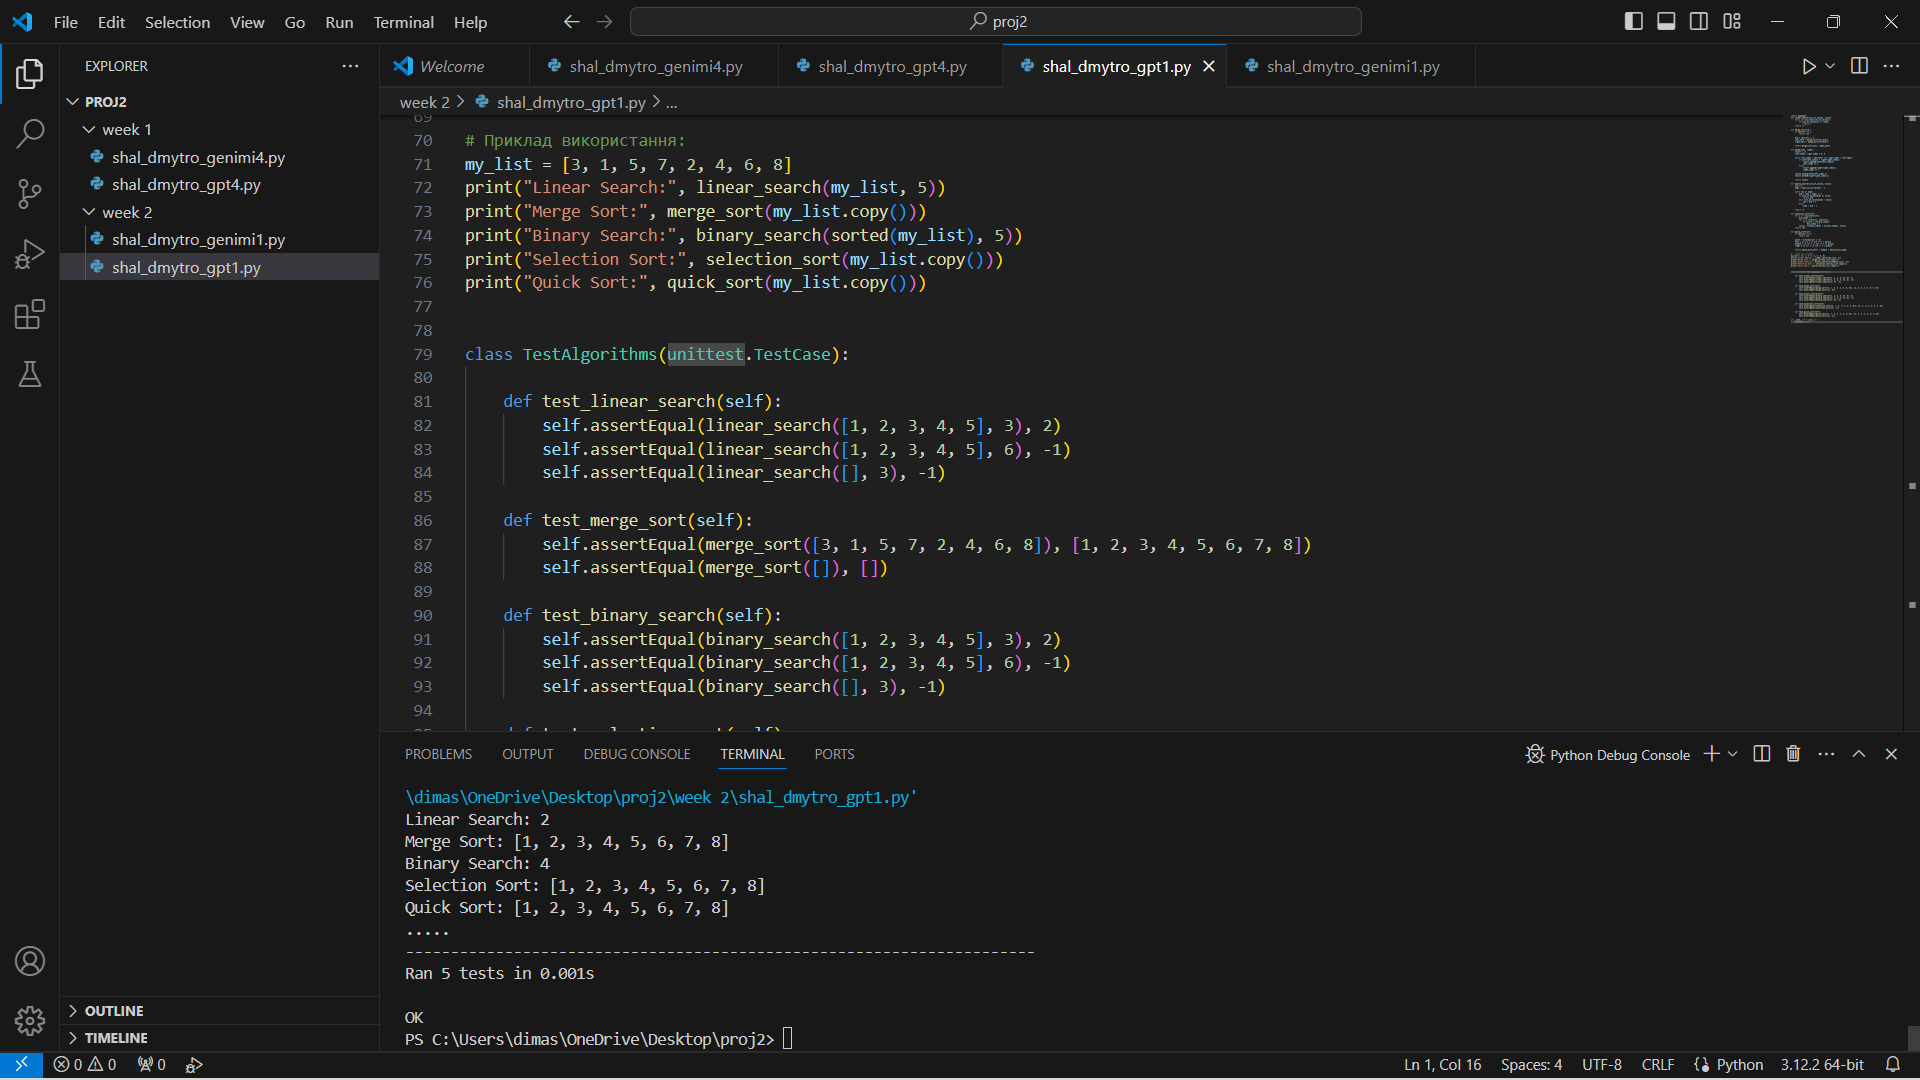 File Edit Selection View Go Run Terminal Help
proj2
EXPLORER
PROJ2
week 1
shal_dmytro_genimi4.py
shal_dmytro_gpt4.py
week 2
shal_dmytro_genimi1.py
shal_dmytro_gpt1.py
OUTLINE
TIMELINE
Welcome shal_dmytro_genimi4.py shal_dmytro_gpt4.py shal_dmytro_gpt1.py shal_dmytro_genimi1.py
week 2 > shal_dmytro_gpt1.py > ...
69
70 # Приклад використання:
71 my_list = [3, 1, 5, 7, 2, 4, 6, 8]
72 print("Linear Search:", linear_search(my_list, 5))
73 print("Merge Sort:", merge_sort(my_list.copy()))
74 print("Binary Search:", binary_search(sorted(my_list), 5))
75 print("Selection Sort:", selection_sort(my_list.copy()))
76 print("Quick Sort:", quick_sort(my_list.copy()))
77
78
79 class TestAlgorithms(unittest.TestCase):
80
81 def test_linear_search(self):
82 self.assertEqual(linear_search([1, 2, 3, 4, 5], 3), 2)
83 self.assertEqual(linear_search([1, 2, 3, 4, 5], 6), -1)
84 self.assertEqual(linear_search([], 3), -1)
85
86 def test_merge_sort(self):
87 self.assertEqual(merge_sort([3, 1, 5, 7, 2, 4, 6, 8]), [1, 2, 3, 4, 5, 6, 7, 8])
88 self.assertEqual(merge_sort([]), [])
89
90 def test_binary_search(self):
91 self.assertEqual(binary_search([1, 2, 3, 4, 5], 3), 2)
92 self.assertEqual(binary_search([1, 2, 3, 4, 5], 6), -1)
93 self.assertEqual(binary_search([], 3), -1)
94
PROBLEMS OUTPUT DEBUG CONSOLE TERMINAL PORTS
Python Debug Console
\dimas\OneDrive\Desktop\proj2\week 2\shal_dmytro_gpt1.py'
Linear Search: 2
Merge Sort: [1, 2, 3, 4, 5, 6, 7, 8]
Binary Search: 4
Selection Sort: [1, 2, 3, 4, 5, 6, 7, 8]
Quick Sort: [1, 2, 3, 4, 5, 6, 7, 8]
.....
----------------------------------------------------------------------
Ran 5 tests in 0.001s
OK
PS C:\Users\dimas\OneDrive\Desktop\proj2>
0 0 0
Ln 1, Col 16 Spaces: 4 UTF-8 CRLF Python 3.12.2 64-bit